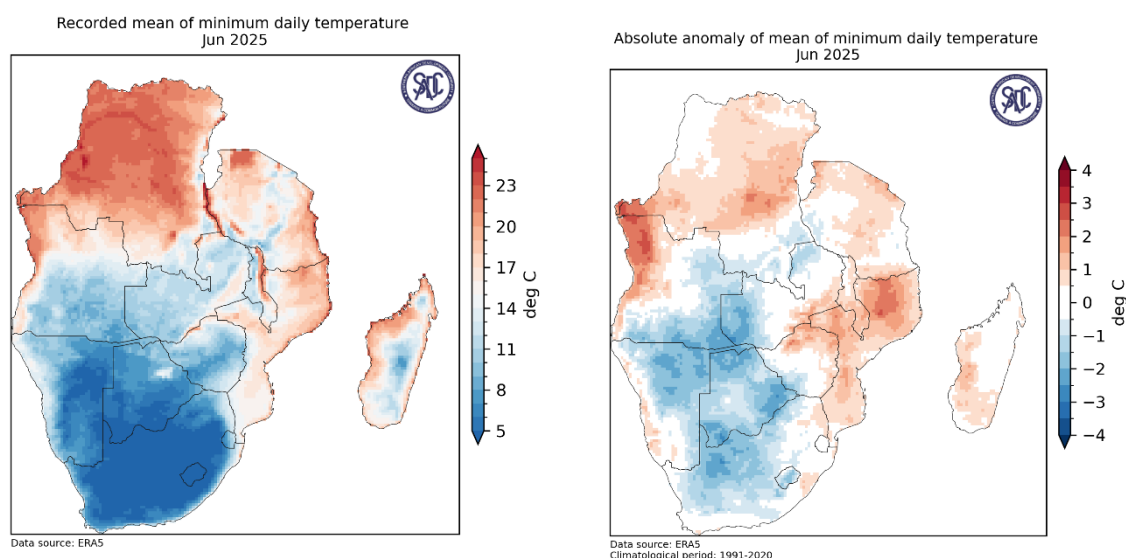 Recorded mean of minimum daily temperature
Jun 2025
SADC
23
20
17
14
11
8
5
deg C
Data source: ERA5
Absolute anomaly of mean of minimum daily temperature
Jun 2025
SADC
4
3
2
1
0
−1
−2
−3
−4
deg C
Data source: ERA5
Climatological period: 1991-2020